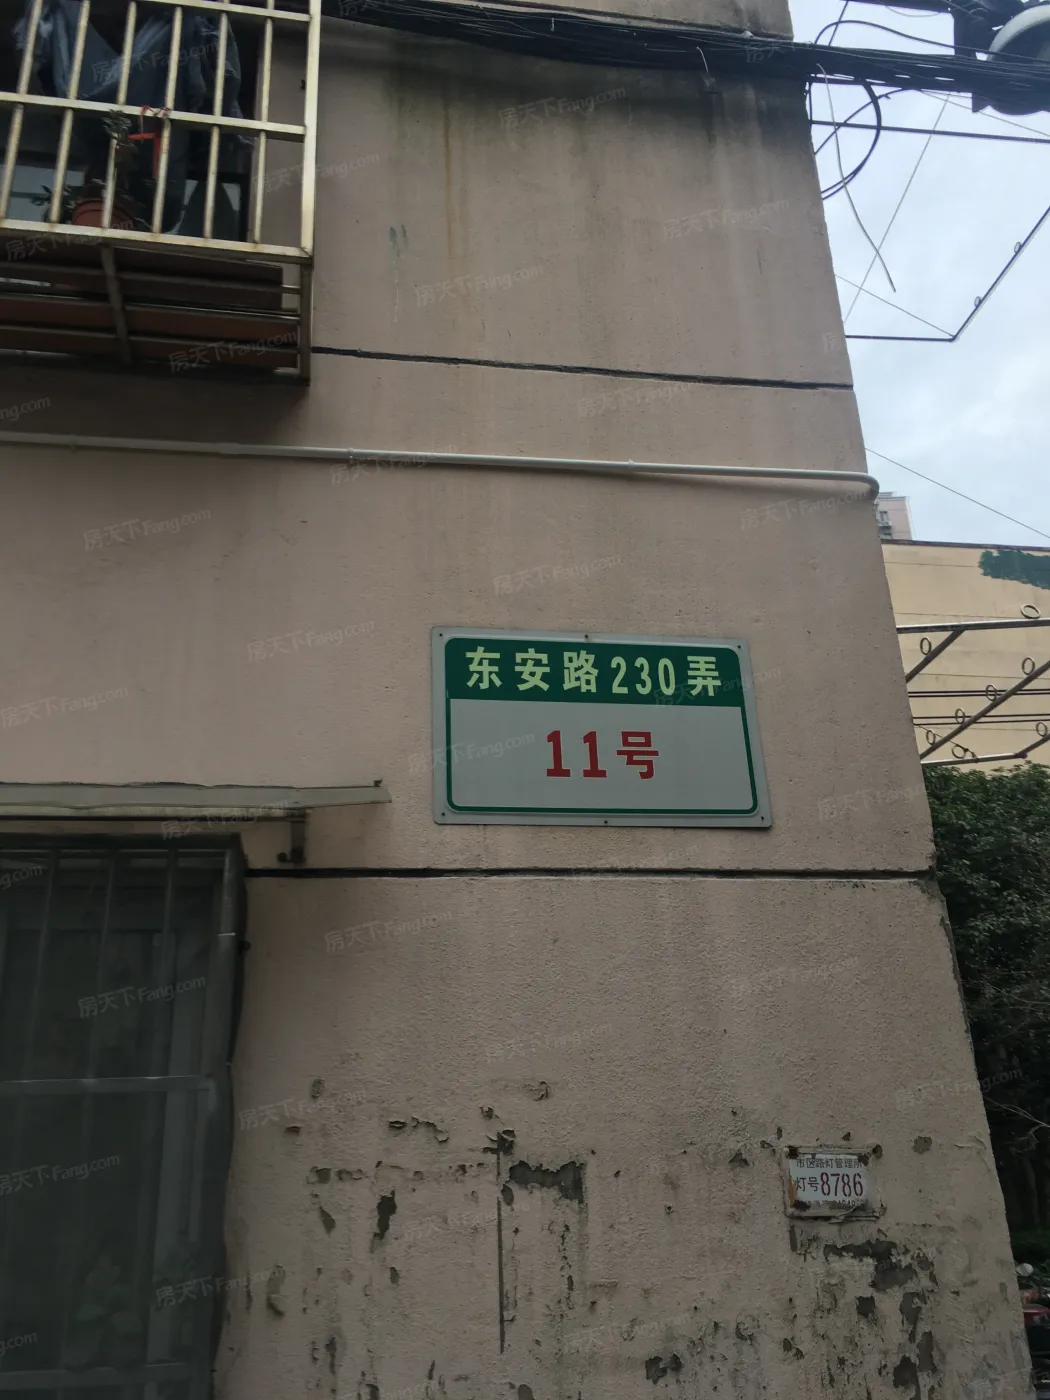 东安路230弄
11号
市区路灯管理所
灯号8786
房天下Fang.com